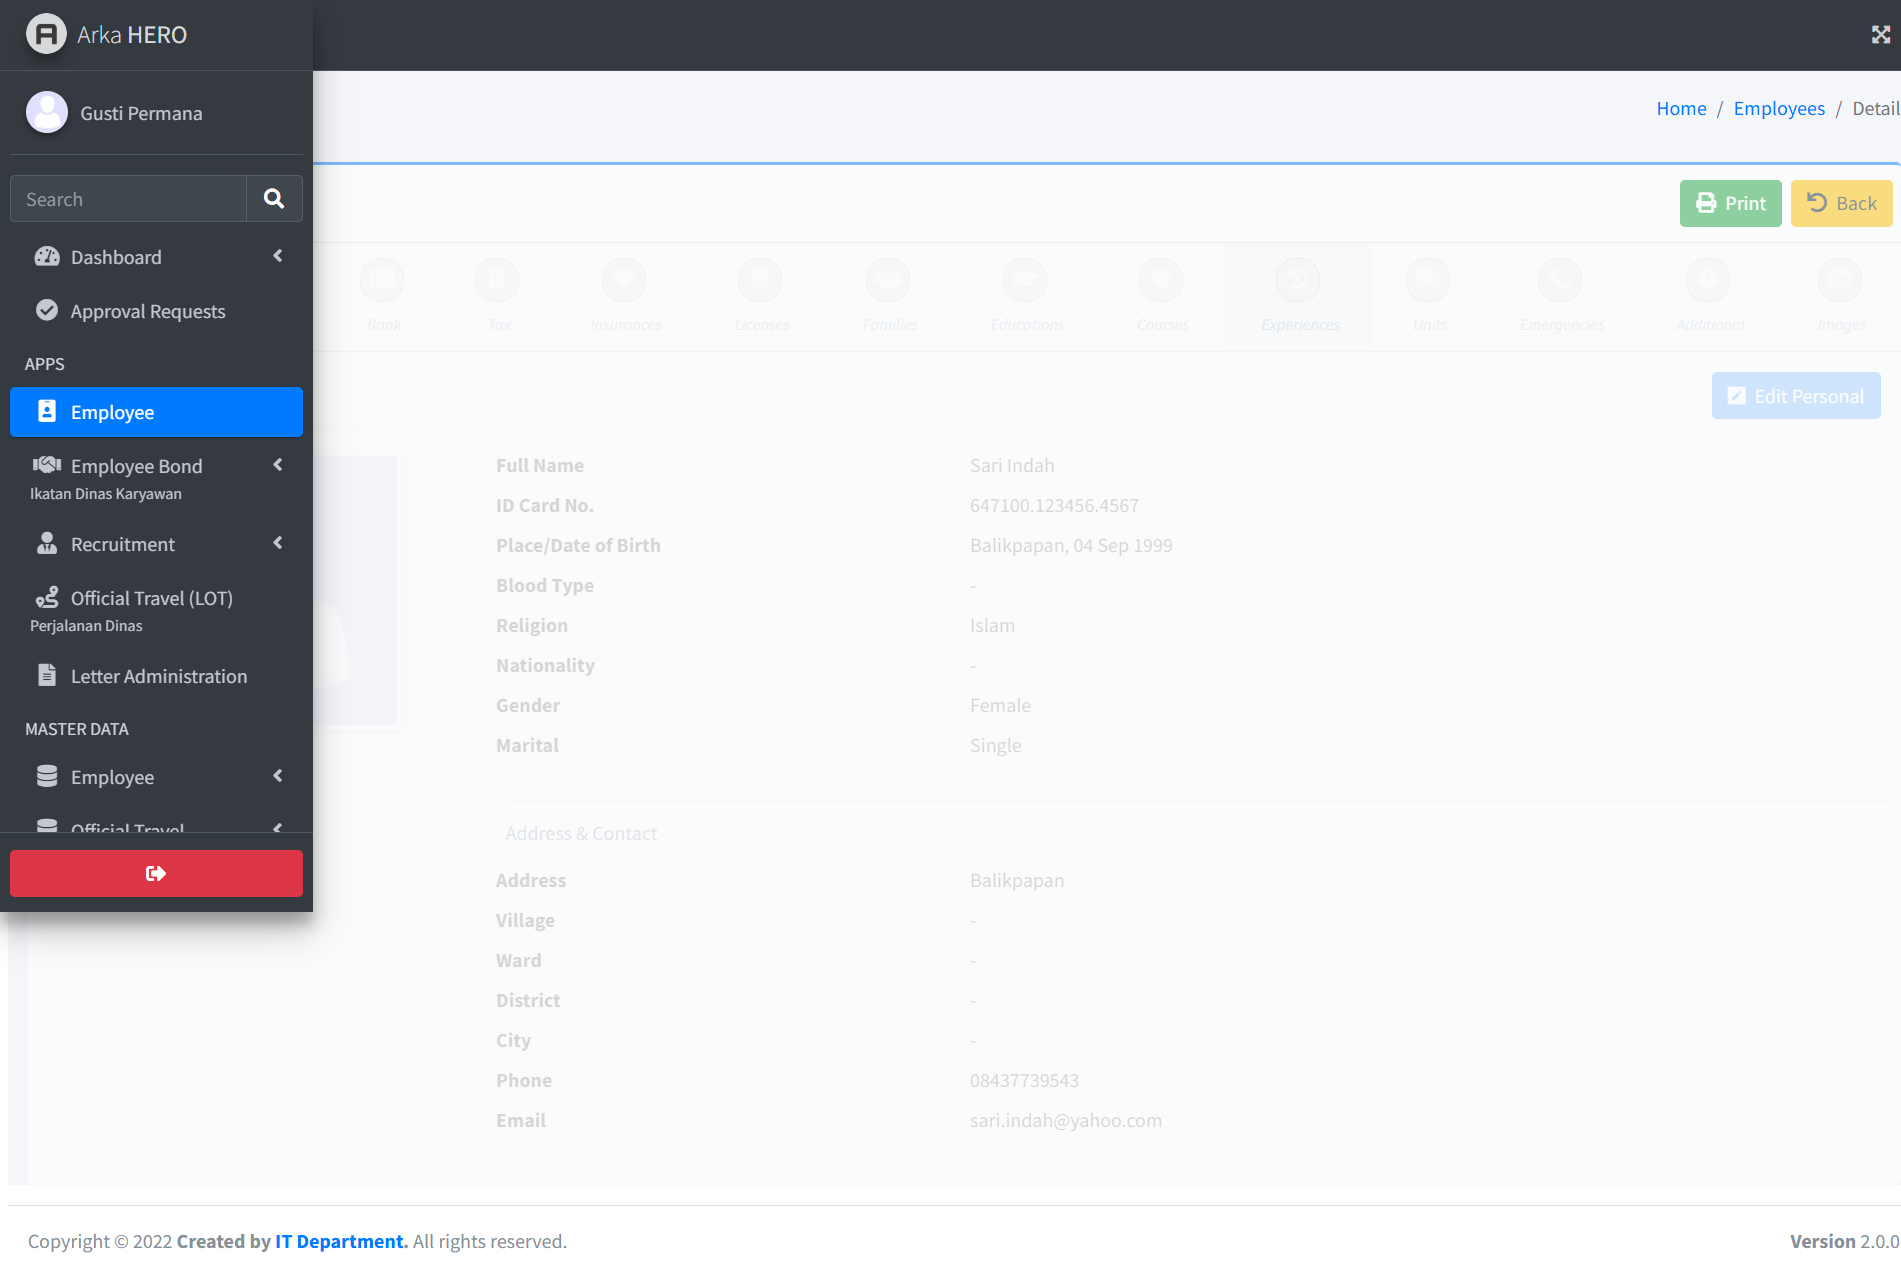 Arka HERO
Gusti Permana
Home / Employees / Detail
Search
Print
Back
Dashboard
Approval Requests
Bank
Tax
Insurances
Licenses
Families
Educations
Courses
Experiences
Units
Emergencies
Additional
Images
APPS
Employee
Edit Personal
Employee Bond
Ikatan Dinas Karyawan
Recruitment
Official Travel (LOT)
Perjalanan Dinas
Letter Administration
MASTER DATA
Employee
Official Travel
Full Name Sari Indah
ID Card No. 647100.123456.4567
Place/Date of Birth Balikpapan, 04 Sep 1999
Blood Type -
Religion Islam
Nationality -
Gender Female
Marital Single
Address & Contact
Address Balikpapan
Village -
Ward -
District -
City -
Phone 08437739543
Email sari.indah@yahoo.com
Copyright © 2022 Created by IT Department. All rights reserved.
Version 2.0.0